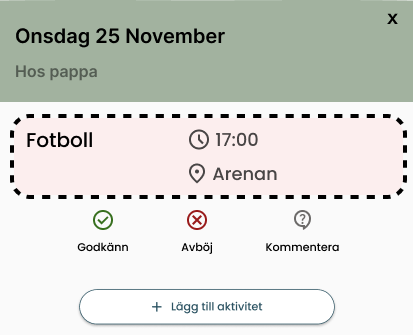 X
Onsdag 25 November
Hos pappa
Fotboll
17:00
Arenan
Godkänn
Avböj
Kommentera
+ Lägg till aktivitet